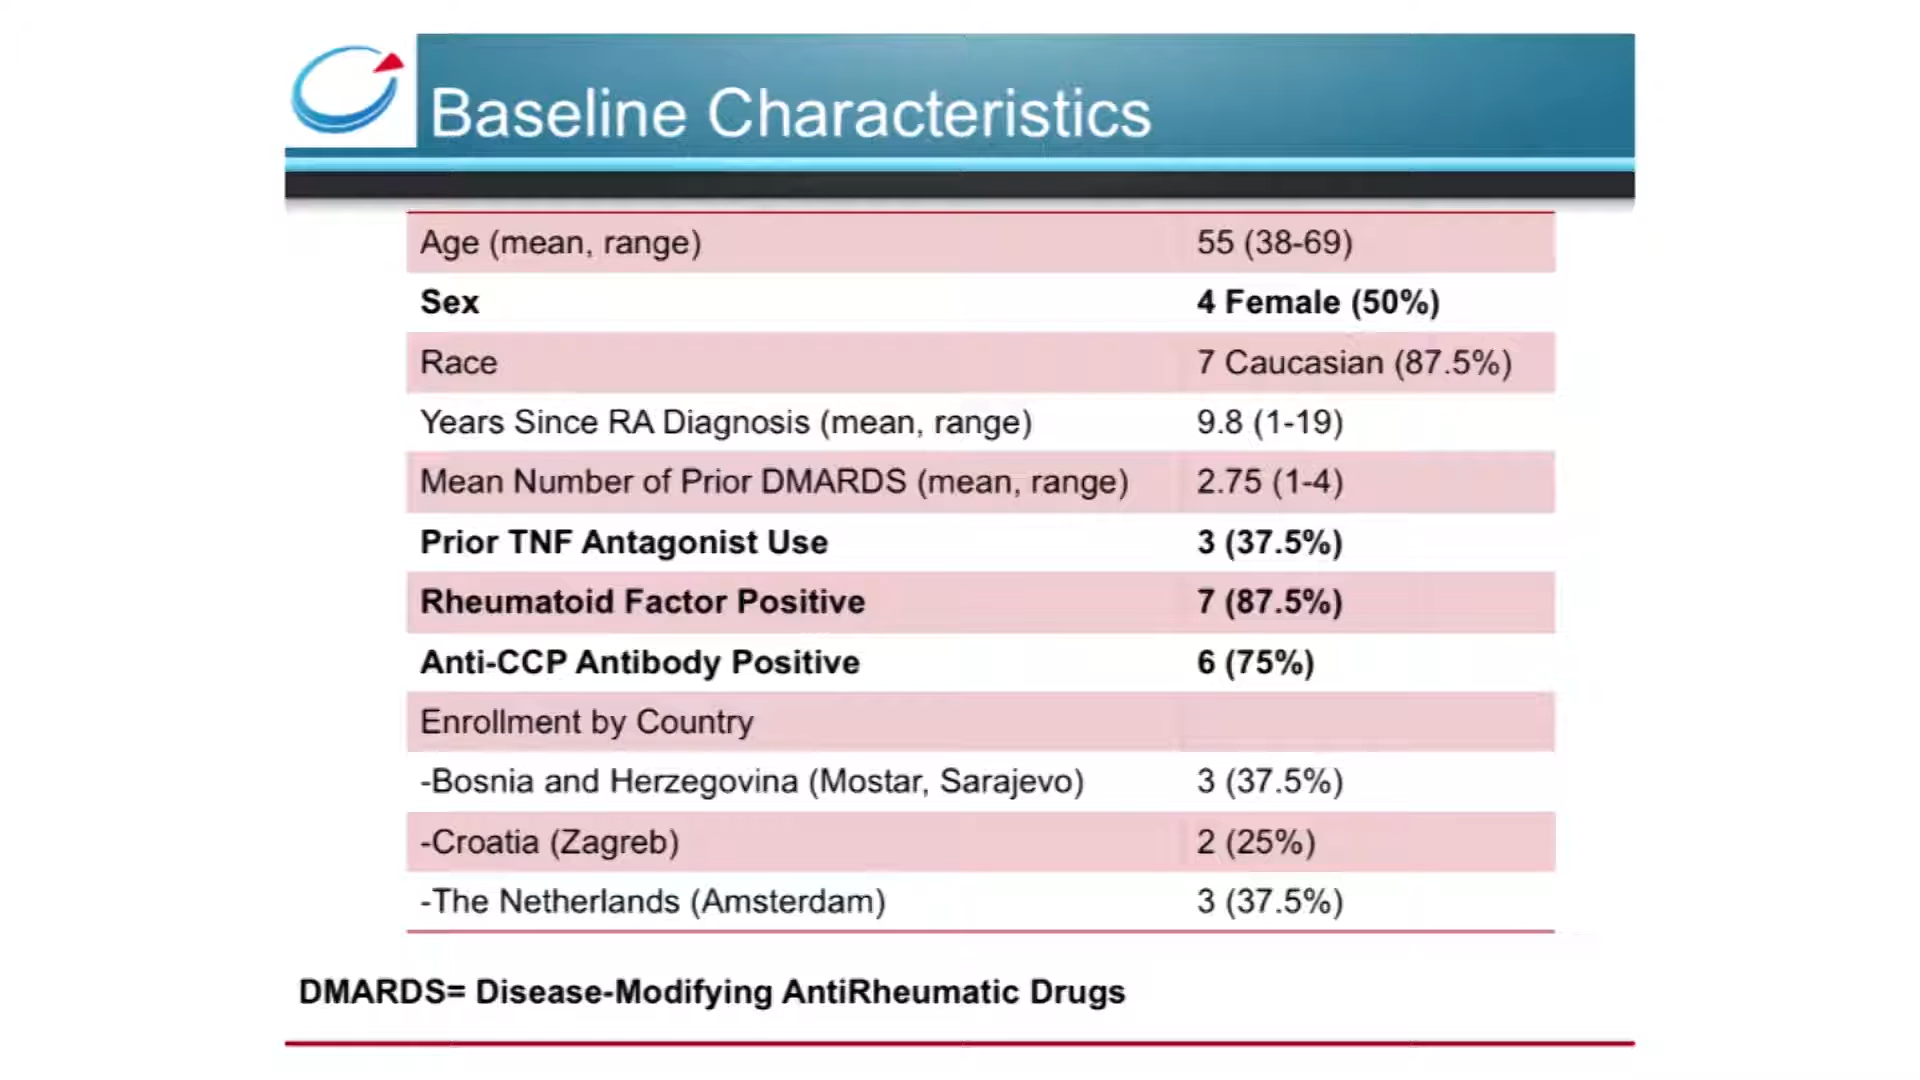 Baseline Characteristics
Age (mean, range) 55 (38-69)
Sex 4 Female (50%)
Race 7 Caucasian (87.5%)
Years Since RA Diagnosis (mean, range) 9.8 (1-19)
Mean Number of Prior DMARDS (mean, range) 2.75 (1-4)
Prior TNF Antagonist Use 3 (37.5%)
Rheumatoid Factor Positive 7 (87.5%)
Anti-CCP Antibody Positive 6 (75%)
Enrollment by Country
-Bosnia and Herzegovina (Mostar, Sarajevo) 3 (37.5%)
-Croatia (Zagreb) 2 (25%)
-The Netherlands (Amsterdam) 3 (37.5%)
DMARDS= Disease-Modifying AntiRheumatic Drugs